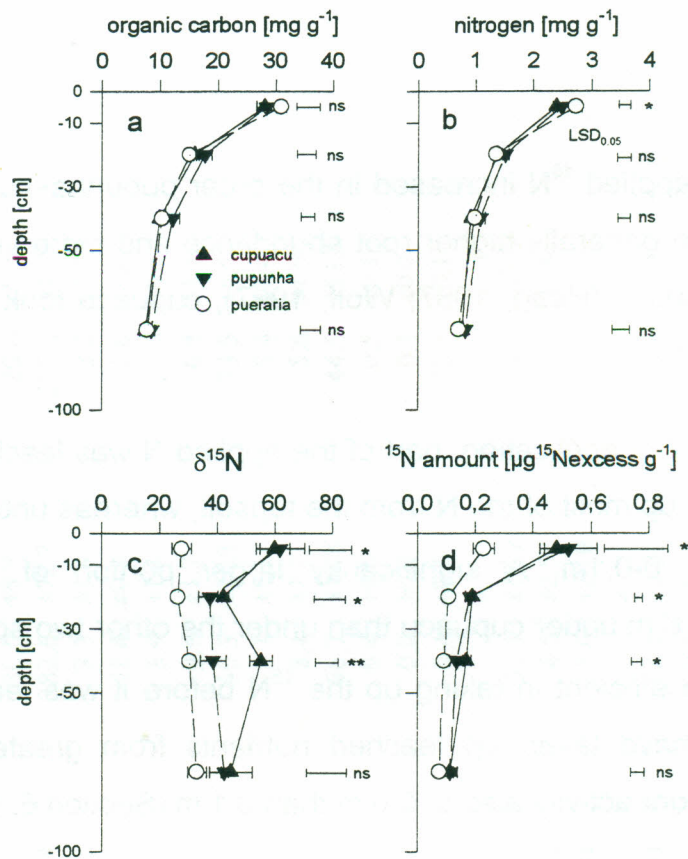 organic carbon [mg g⁻¹]
nitrogen [mg g⁻¹]
0 10 20 30 40
0 1 2 3 4
0
-10
-30
-50
-100
depth [cm]
a
b
ns
ns
ns
ns
*
LSD0.05
ns
ns
ns
cupuacu
pupunha
pueraria
δ¹⁵N
¹⁵N amount [µg¹⁵Nexcess g⁻¹]
0 20 40 60 80
0.0 0.2 0.4 0.6 0.8
0
-10
-30
-50
-100
depth [cm]
c
d
*
*
**
ns
*
*
*
ns